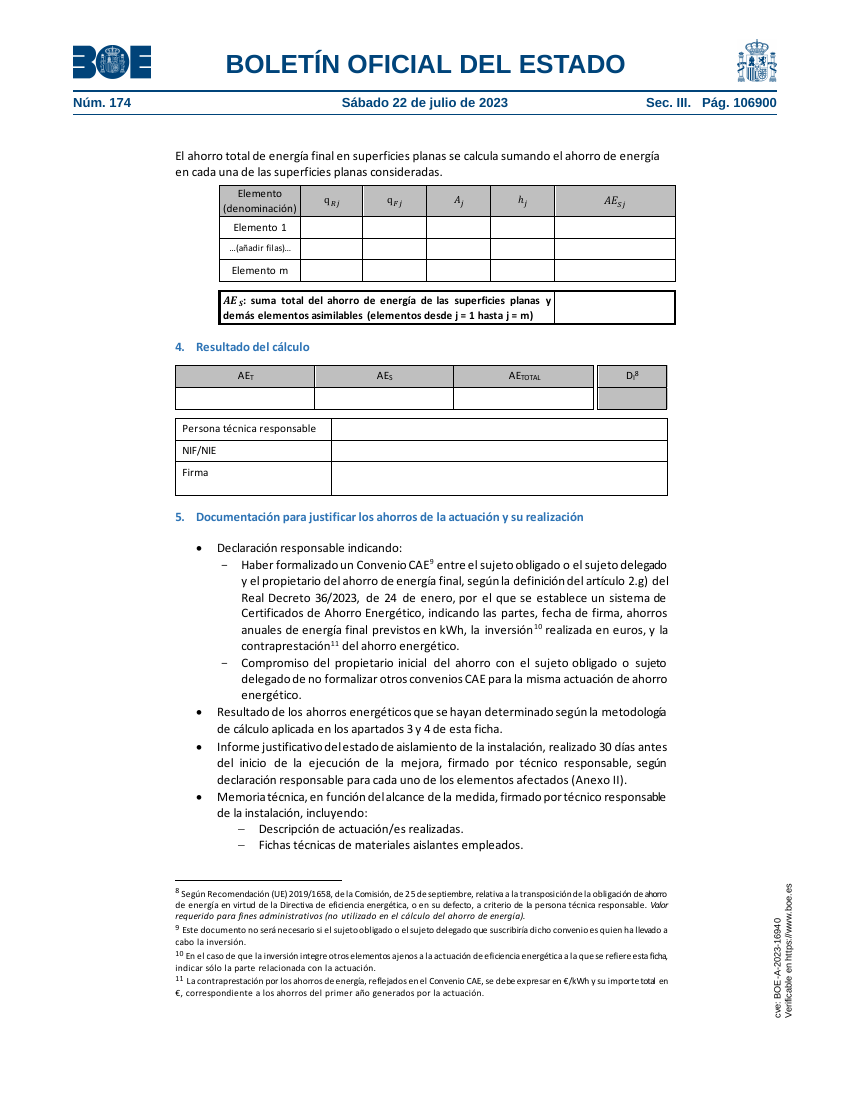 BOE
BOLETÍN OFICIAL DEL ESTADO
Núm. 174 Sábado 22 de julio de 2023 Sec. III. Pág. 106900
El ahorro total de energía final en superficies planas se calcula sumando el ahorro de energía
en cada una de las superficies planas consideradas.
Elemento
(denominación) q_Rj q_Fj A_j h_j AE_Sj
Elemento 1
...(añadir filas)...
Elemento m
AE_S: suma total del ahorro de energía de las superficies planas y
demás elementos asimilables (elementos desde j = 1 hasta j = m)
4. Resultado del cálculo
AE_T AE_S AE_TOTAL D_i⁸
Persona técnica responsable
NIF/NIE
Firma
5. Documentación para justificar los ahorros de la actuación y su realización
• Declaración responsable indicando:
− Haber formalizado un Convenio CAE⁹ entre el sujeto obligado o el sujeto delegado
y el propietario del ahorro de energía final, según la definición del artículo 2.g) del
Real Decreto 36/2023, de 24 de enero, por el que se establece un sistema de
Certificados de Ahorro Energético, indicando las partes, fecha de firma, ahorros
anuales de energía final previstos en kWh, la inversión¹⁰ realizada en euros, y la
contraprestación¹¹ del ahorro energético.
− Compromiso del propietario inicial del ahorro con el sujeto obligado o sujeto
delegado de no formalizar otros convenios CAE para la misma actuación de ahorro
energético.
• Resultado de los ahorros energéticos que se hayan determinado según la metodología
de cálculo aplicada en los apartados 3 y 4 de esta ficha.
• Informe justificativo del estado de aislamiento de la instalación, realizado 30 días antes
del inicio de la ejecución de la mejora, firmado por técnico responsable, según
declaración responsable para cada uno de los elementos afectados (Anexo II).
• Memoria técnica, en función del alcance de la medida, firmado por técnico responsable
de la instalación, incluyendo:
− Descripción de actuación/es realizadas.
− Fichas técnicas de materiales aislantes empleados.
⁸ Según Recomendación (UE) 2019/1658, de la Comisión, de 25 de septiembre, relativa a la transposición de la obligación de ahorro
de energía en virtud de la Directiva de eficiencia energética, o en su defecto, a criterio de la persona técnica responsable. Valor
requerido para fines administrativos (no utilizado en el cálculo del ahorro de energía).
⁹ Este documento no será necesario si el sujeto obligado o el sujeto delegado que suscribiría dicho convenio es quien ha llevado a
cabo la inversión.
¹⁰ En el caso de que la inversión integre otros elementos ajenos a la actuación de eficiencia energética a la que se refiere esta ficha,
indicar sólo la parte relacionada con la actuación.
¹¹ La contraprestación por los ahorros de energía, reflejados en el Convenio CAE, se debe expresar en €/kWh y su importe total en
€, correspondiente a los ahorros del primer año generados por la actuación.
cve: BOE-A-2023-16940
Verificable en https://www.boe.es